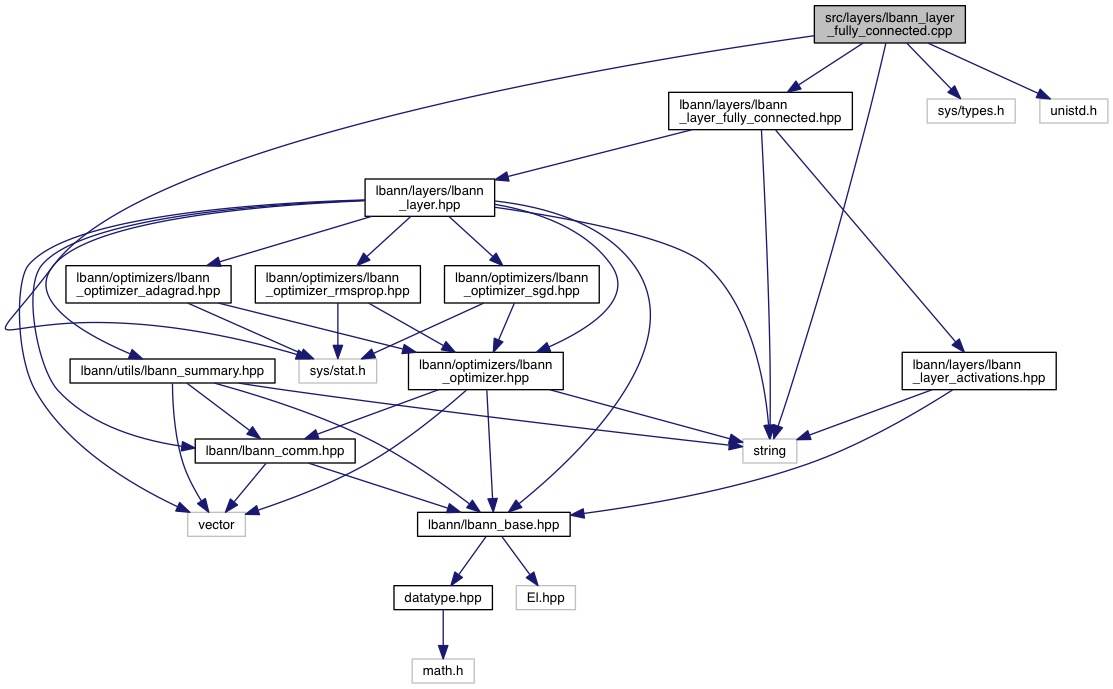 src/layers/lbann_layer
_fully_connected.cpp
lbann/layers/lbann
_layer_fully_connected.hpp
sys/types.h
unistd.h
lbann/layers/lbann
_layer.hpp
lbann/optimizers/lbann
_optimizer_adagrad.hpp
lbann/optimizers/lbann
_optimizer_rmsprop.hpp
lbann/optimizers/lbann
_optimizer_sgd.hpp
lbann/utils/lbann_summary.hpp
sys/stat.h
lbann/optimizers/lbann
_optimizer.hpp
lbann/layers/lbann
_layer_activations.hpp
lbann/lbann_comm.hpp
string
vector
lbann/lbann_base.hpp
datatype.hpp
El.hpp
math.h